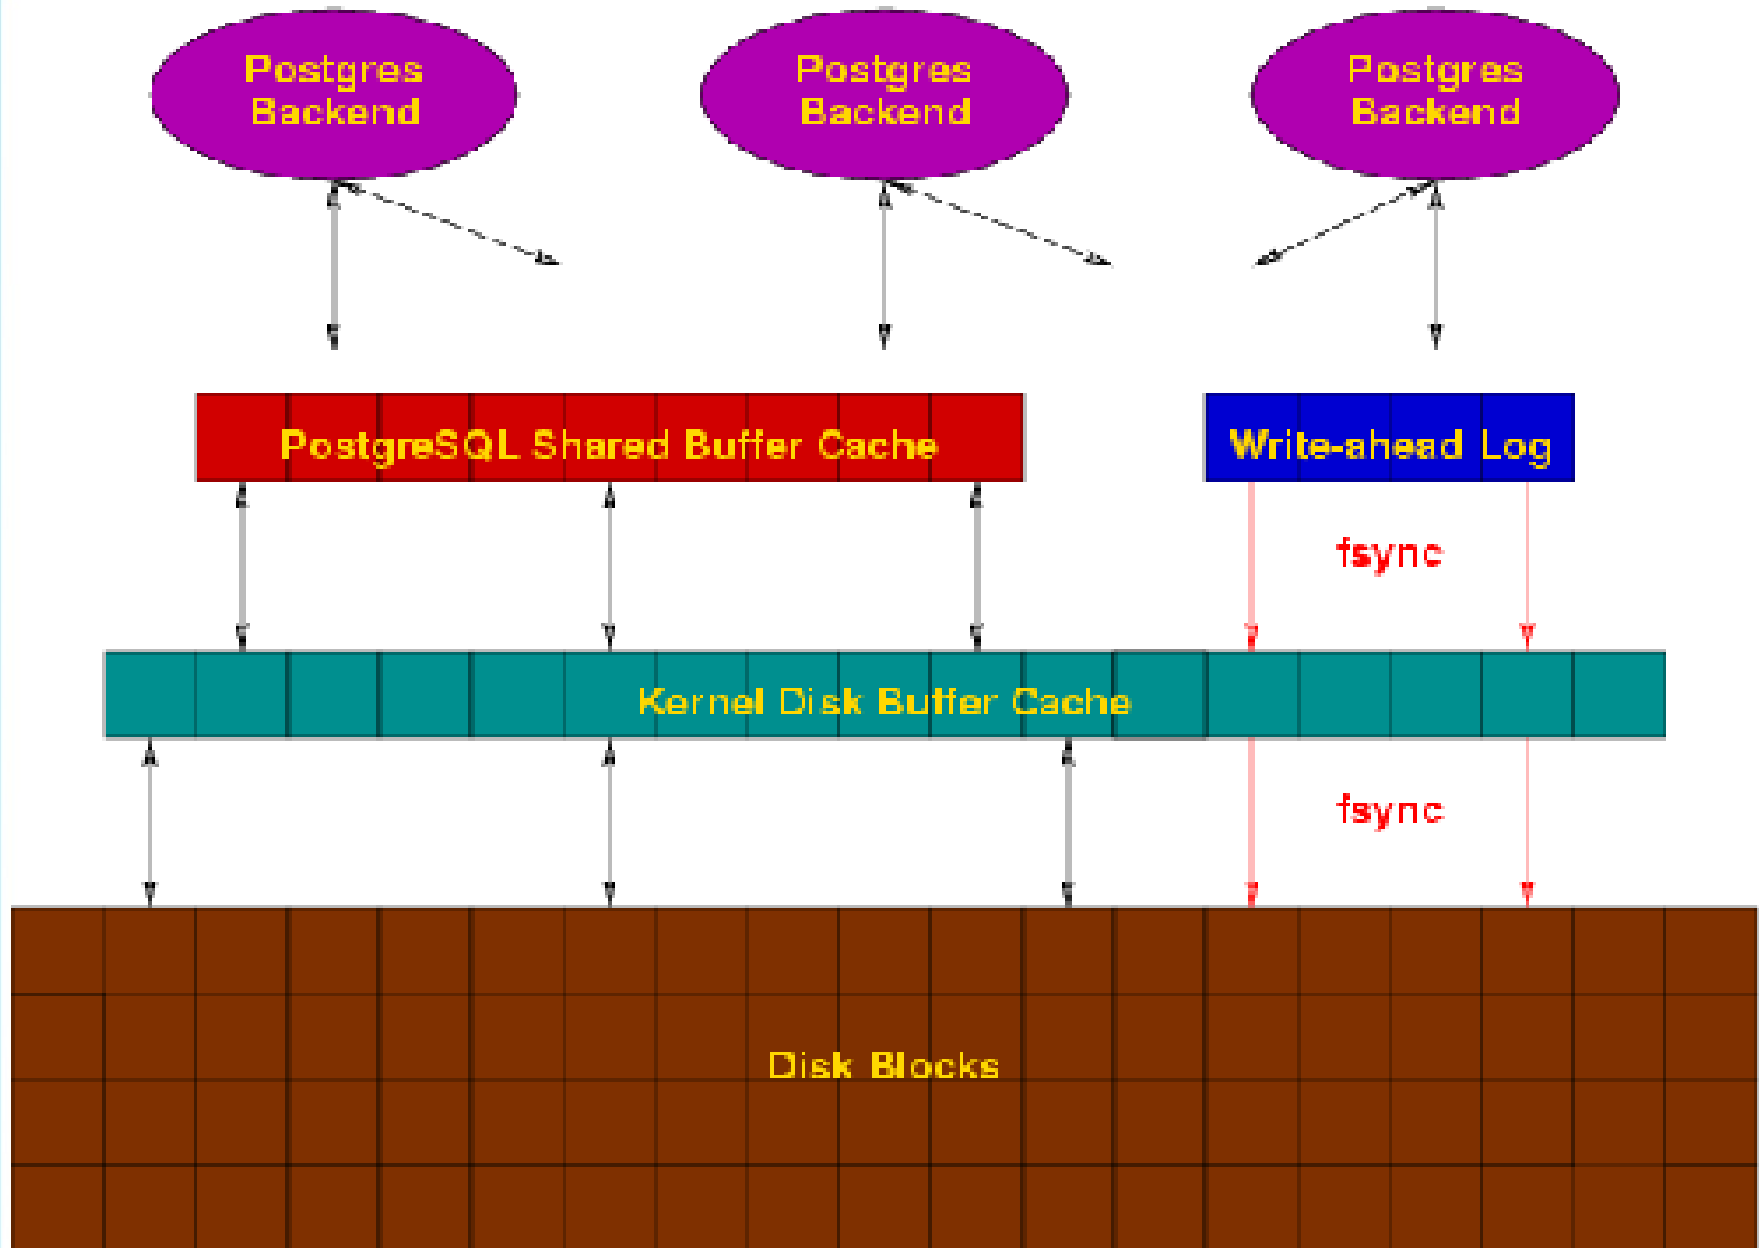 Postgres
Backend
Postgres
Backend
Postgres
Backend
PostgreSQL Shared Buffer Cache
Write-ahead Log
fsync
Kernel Disk Buffer Cache
fsync
Disk Blocks